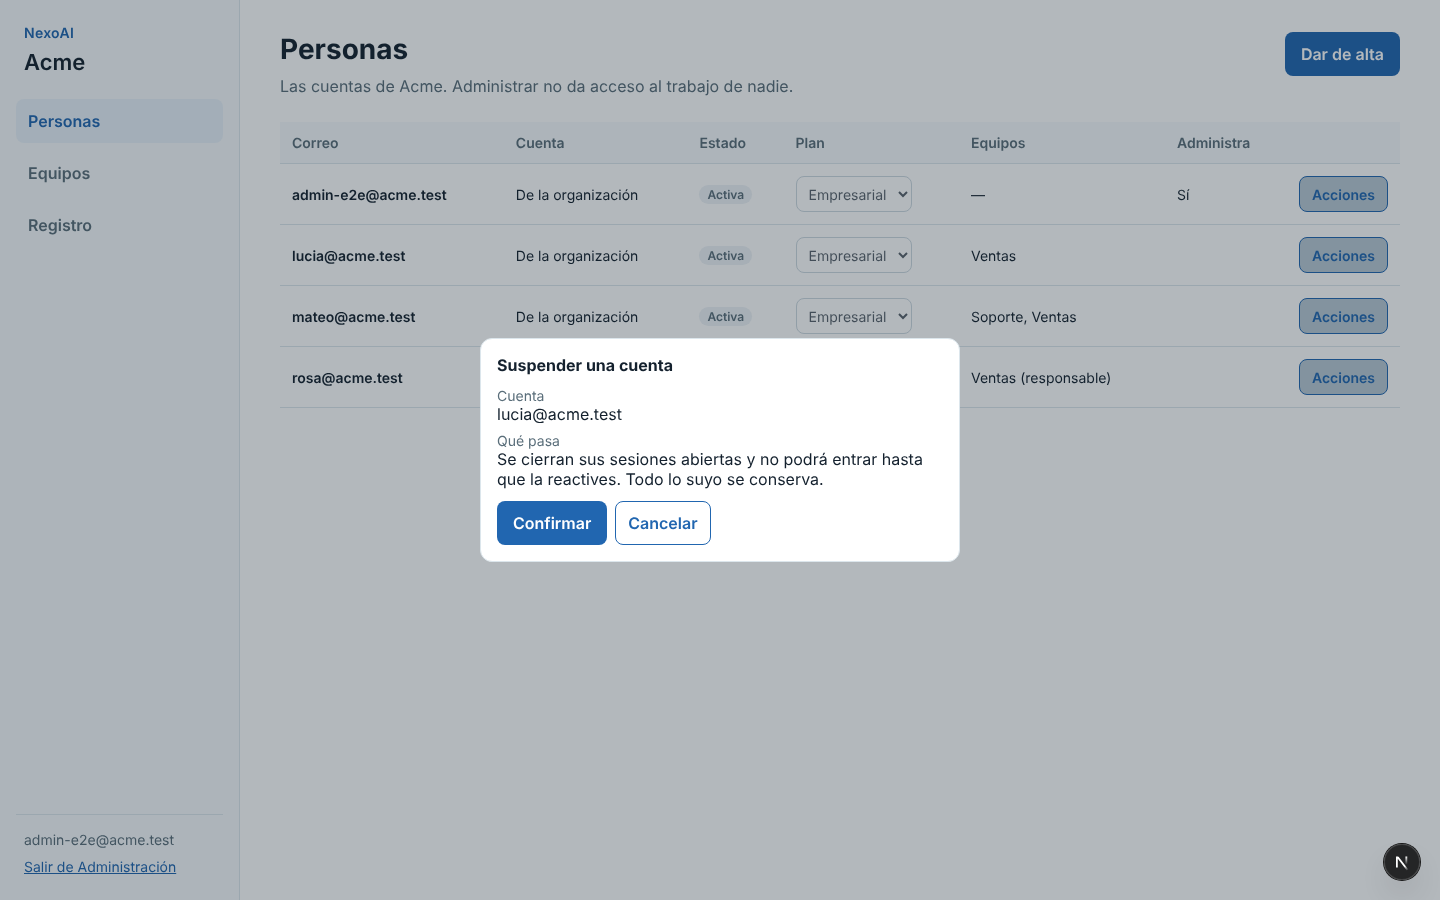 NexoAI
Acme
Personas
Equipos
Registro
admin-e2e@acme.test
Salir de Administración
Personas
Dar de alta
Las cuentas de Acme. Administrar no da acceso al trabajo de nadie.
Correo Cuenta Estado Plan Equipos Administra
admin-e2e@acme.test De la organización Activa Empresarial — Sí Acciones
lucia@acme.test De la organización Activa Empresarial Ventas Acciones
mateo@acme.test De la organización Activa Empresarial Soporte, Ventas Acciones
rosa@acme.test Ventas (responsable) Acciones
Suspender una cuenta
Cuenta
lucia@acme.test
Qué pasa
Se cierran sus sesiones abiertas y no podrá entrar hasta
que la reactives. Todo lo suyo se conserva.
Confirmar Cancelar
N